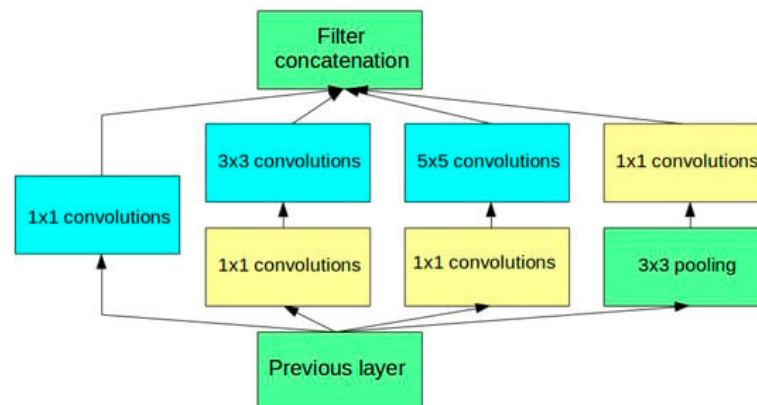 Filter
concatenation
3x3 convolutions
5x5 convolutions
1x1 convolutions
1x1 convolutions
1x1 convolutions
1x1 convolutions
3x3 pooling
Previous layer